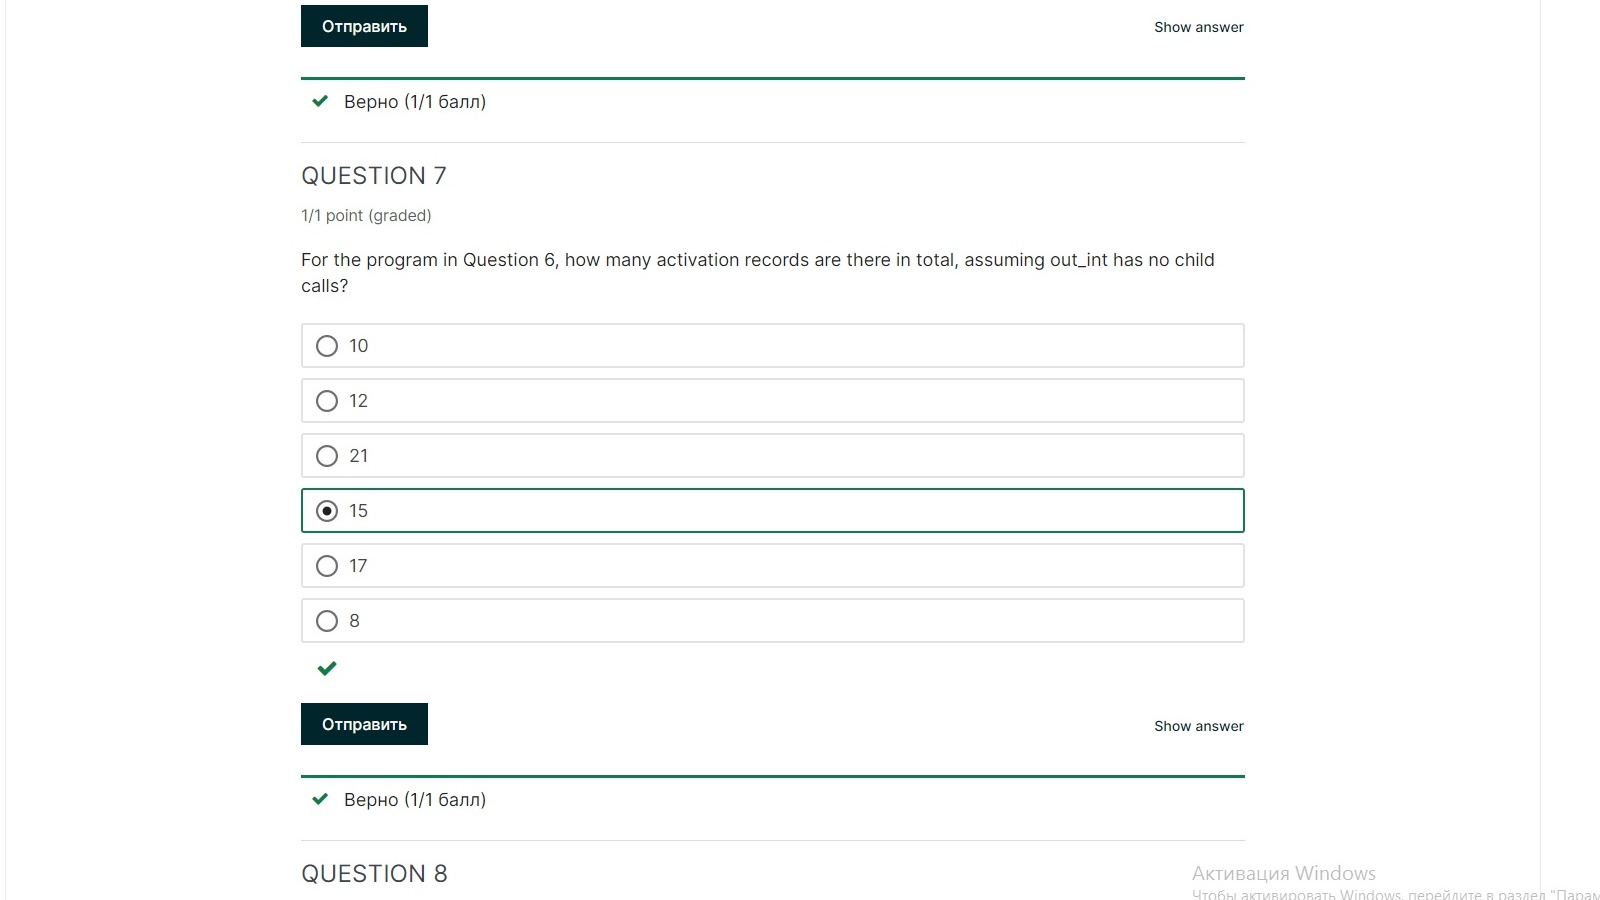 Отправить
Show answer
Верно (1/1 балл)
QUESTION 7
1/1 point (graded)
For the program in Question 6, how many activation records are there in total, assuming out_int has no child
calls?
10
12
21
15
17
8
Отправить
Show answer
Верно (1/1 балл)
QUESTION 8
Активация Windows
Чтобы активировать Windows, перейдите в раздел "Парам